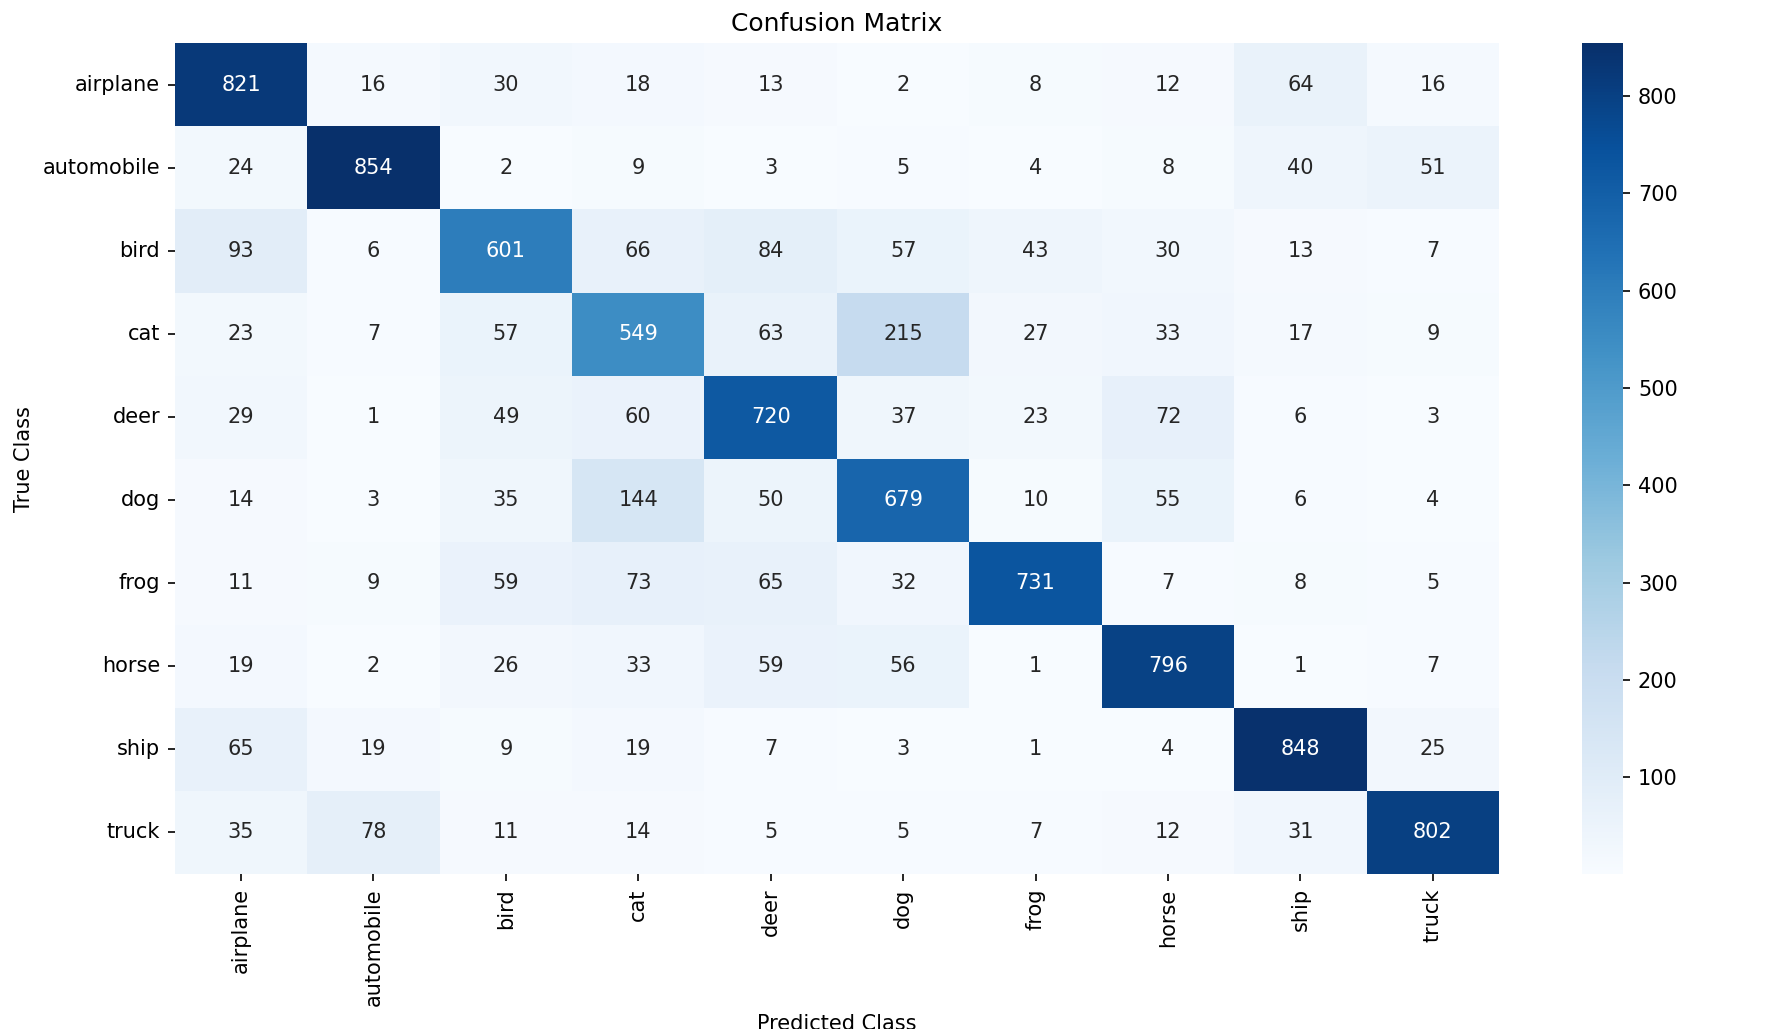 Confusion Matrix
airplane 821 16 30 18 13 2 8 12 64 16
automobile 24 854 2 9 3 5 4 8 40 51
bird 93 6 601 66 84 57 43 30 13 7
cat 23 7 57 549 63 215 27 33 17 9
deer 29 1 49 60 720 37 23 72 6 3
dog 14 3 35 144 50 679 10 55 6 4
frog 11 9 59 73 65 32 731 7 8 5
horse 19 2 26 33 59 56 1 796 1 7
ship 65 19 9 19 7 3 1 4 848 25
truck 35 78 11 14 5 5 7 12 31 802
True Class
airplane automobile bird cat deer dog frog horse ship truck
Predicted Class
800
700
600
500
400
300
200
100